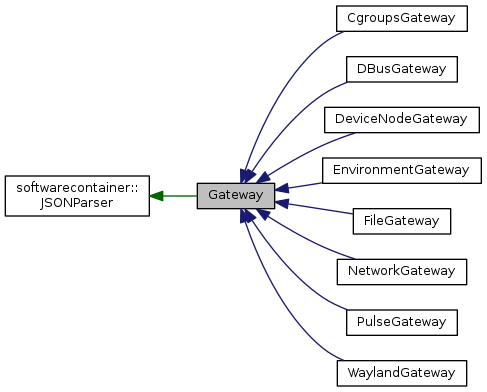 CgroupsGateway
DBusGateway
DeviceNodeGateway
EnvironmentGateway
softwarecontainer::
JSONParser
Gateway
FileGateway
NetworkGateway
PulseGateway
WaylandGateway